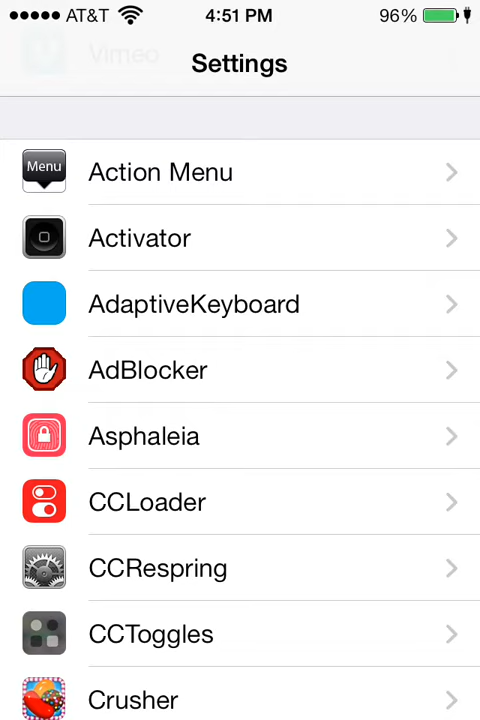 AT&T 4:51 PM 96%
Vimeo
Settings
Menu
Action Menu
Activator
AdaptiveKeyboard
AdBlocker
Asphaleia
CCLoader
CCRespring
CCToggles
Crusher